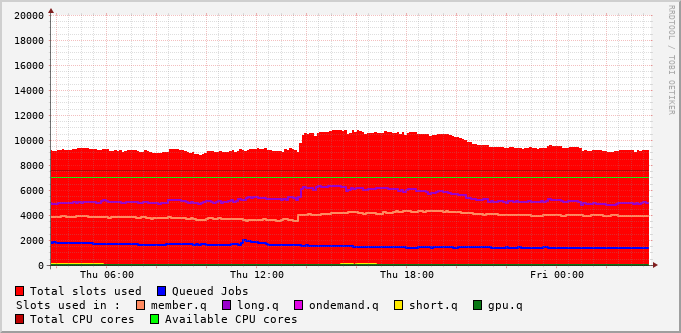 RRDTOOL / TOBI OETIKER
20000
18000
16000
14000
12000
10000
8000
6000
4000
2000
0
Thu 06:00 Thu 12:00 Thu 18:00 Fri 00:00
Total slots used Queued Jobs
Slots used in : member.q long.q ondemand.q short.q gpu.q
Total CPU cores Available CPU cores